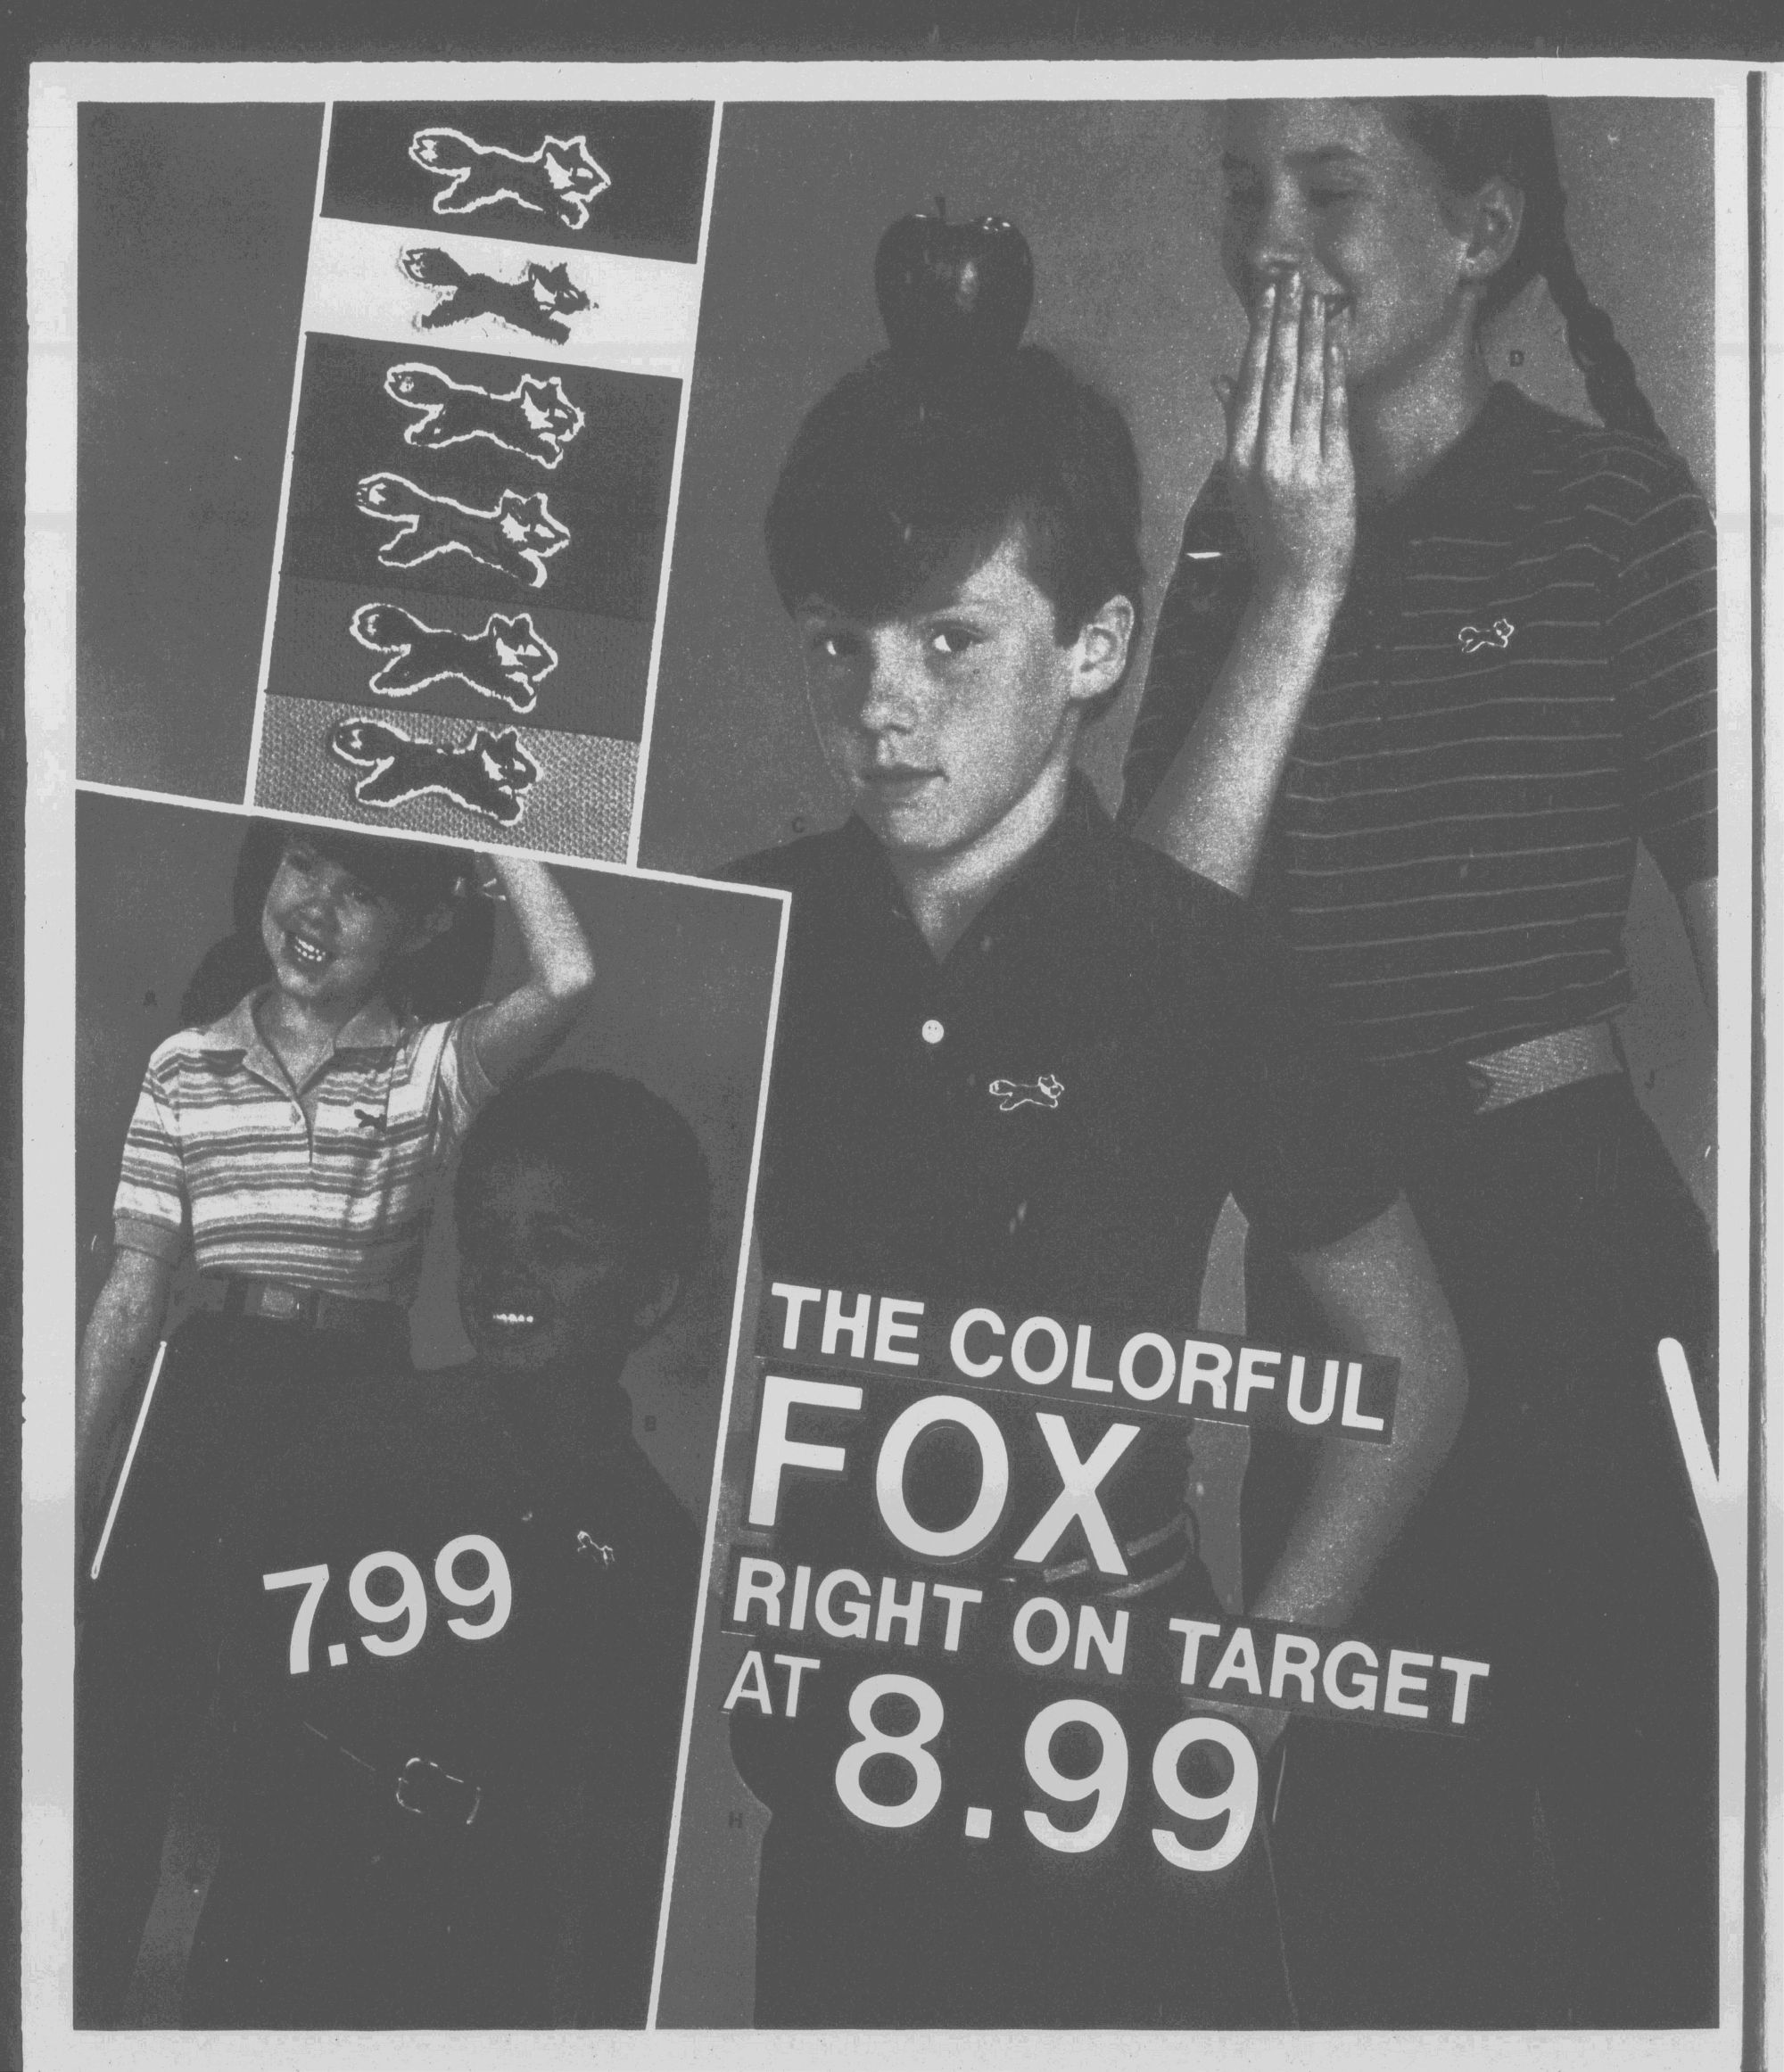 D
C
A
J
B
THE COLORFUL
FOX
RIGHT ON TARGET
AT 8.99
7.99
H